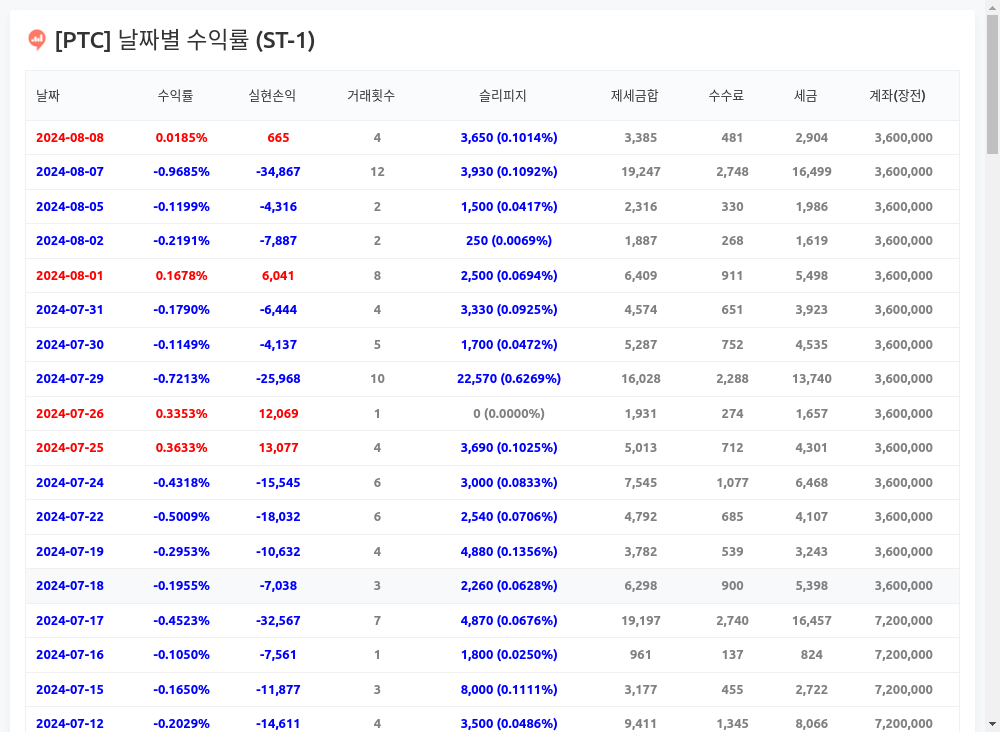 [PTC] 날짜별 수익률 (ST-1)
날짜 수익률 실현손익 거래횟수 슬리피지 제세금합 수수료 세금 계좌(장전)
2024-08-08 0.0185% 665 4 3,650 (0.1014%) 3,385 481 2,904 3,600,000
2024-08-07 -0.9685% -34,867 12 3,930 (0.1092%) 19,247 2,748 16,499 3,600,000
2024-08-05 -0.1199% -4,316 2 1,500 (0.0417%) 2,316 330 1,986 3,600,000
2024-08-02 -0.2191% -7,887 2 250 (0.0069%) 1,887 268 1,619 3,600,000
2024-08-01 0.1678% 6,041 8 2,500 (0.0694%) 6,409 911 5,498 3,600,000
2024-07-31 -0.1790% -6,444 4 3,330 (0.0925%) 4,574 651 3,923 3,600,000
2024-07-30 -0.1149% -4,137 5 1,700 (0.0472%) 5,287 752 4,535 3,600,000
2024-07-29 -0.7213% -25,968 10 22,570 (0.6269%) 16,028 2,288 13,740 3,600,000
2024-07-26 0.3353% 12,069 1 0 (0.0000%) 1,931 274 1,657 3,600,000
2024-07-25 0.3633% 13,077 4 3,690 (0.1025%) 5,013 712 4,301 3,600,000
2024-07-24 -0.4318% -15,545 6 3,000 (0.0833%) 7,545 1,077 6,468 3,600,000
2024-07-22 -0.5009% -18,032 6 2,540 (0.0706%) 4,792 685 4,107 3,600,000
2024-07-19 -0.2953% -10,632 4 4,880 (0.1356%) 3,782 539 3,243 3,600,000
2024-07-18 -0.1955% -7,038 3 2,260 (0.0628%) 6,298 900 5,398 3,600,000
2024-07-17 -0.4523% -32,567 7 4,870 (0.0676%) 19,197 2,740 16,457 7,200,000
2024-07-16 -0.1050% -7,561 1 1,800 (0.0250%) 961 137 824 7,200,000
2024-07-15 -0.1650% -11,877 3 8,000 (0.1111%) 3,177 455 2,722 7,200,000
2024-07-12 -0.2029% -14,611 4 3,500 (0.0486%) 9,411 1,345 8,066 7,200,000